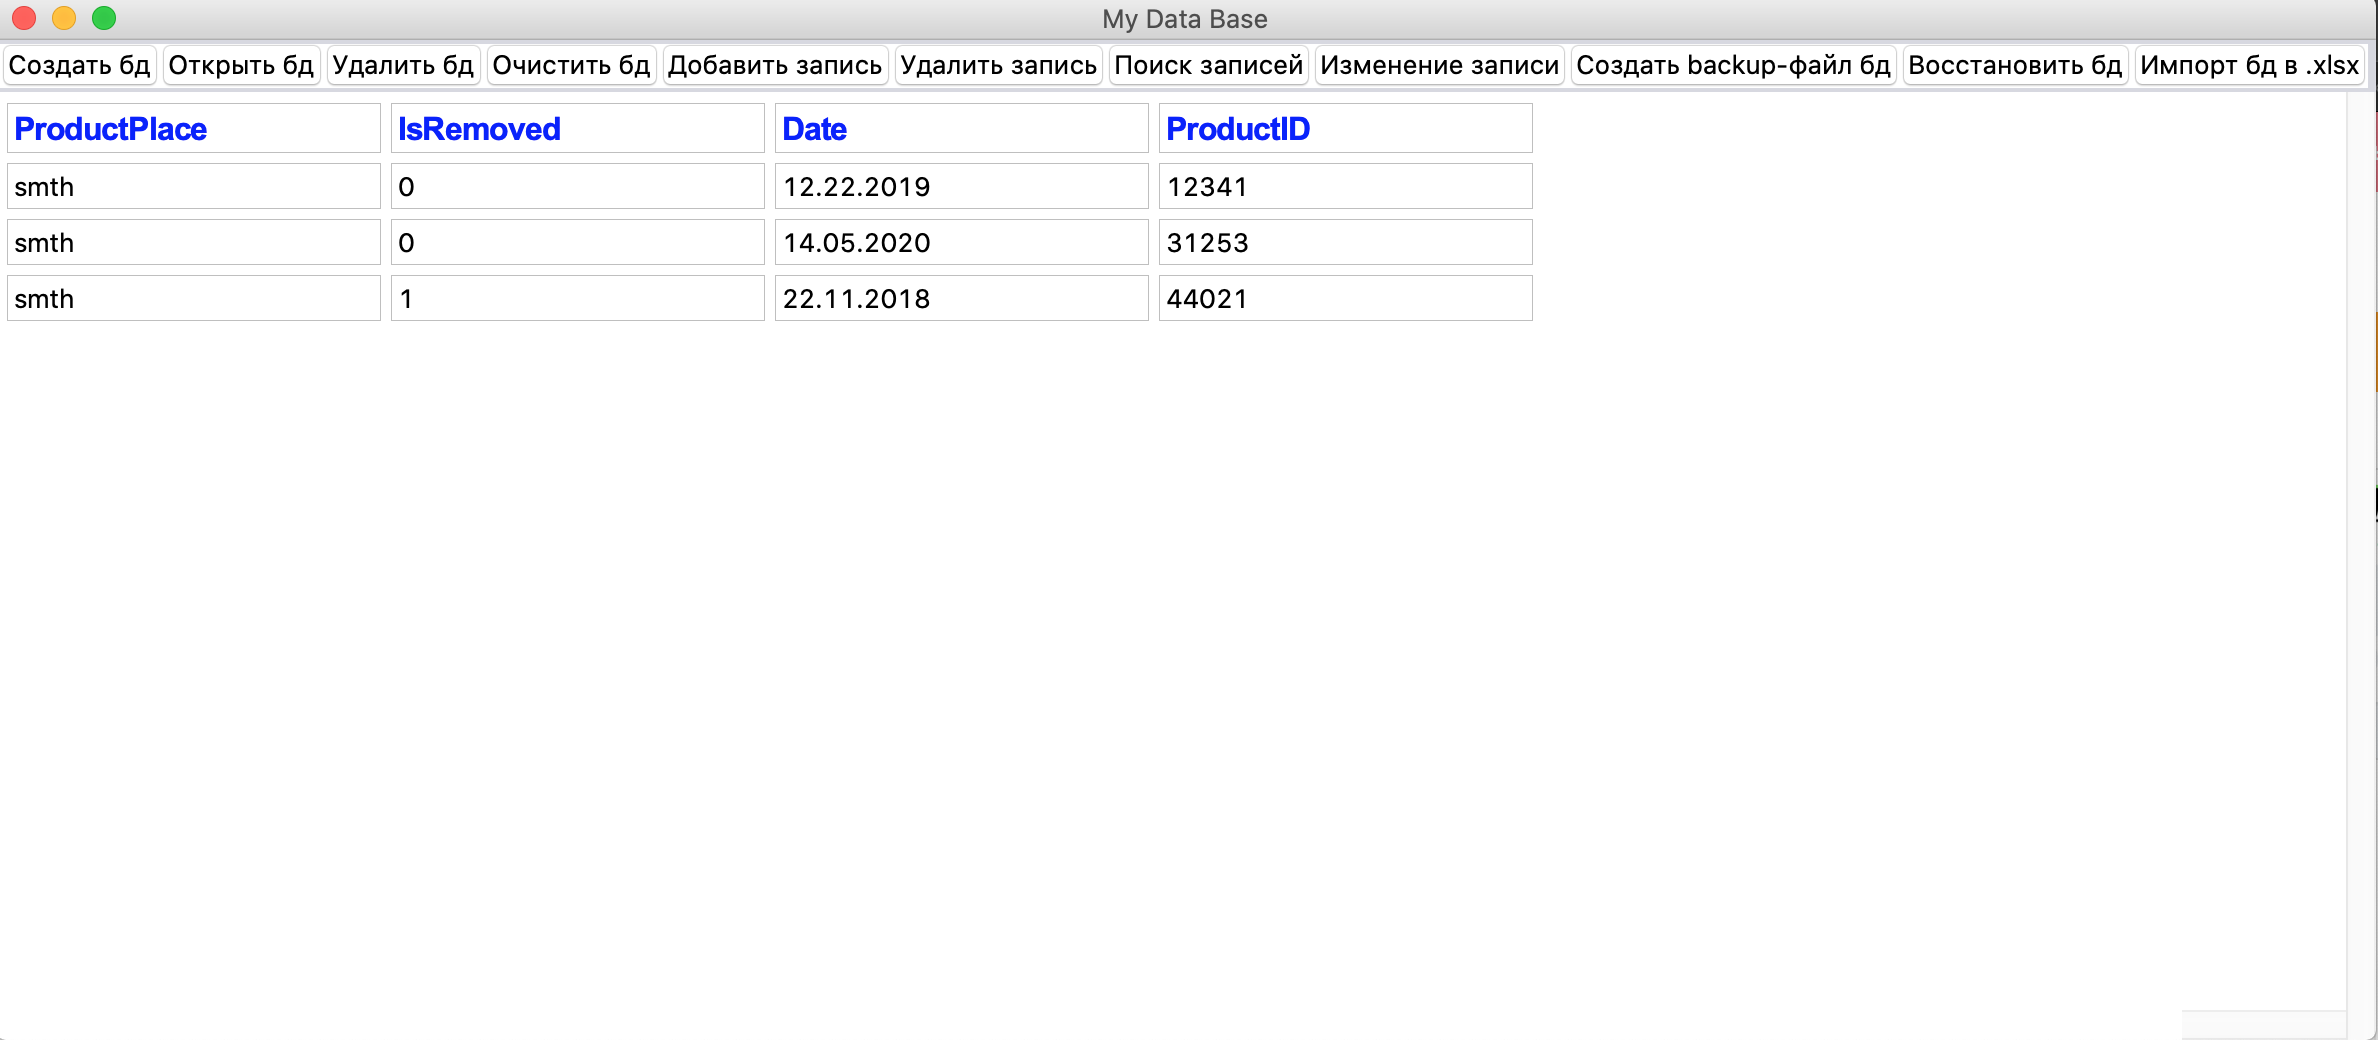 My Data Base
Создать бд Открыть бд Удалить бд Очистить бд Добавить запись Удалить запись Поиск записей Изменение записи Создать backup-файл бд Восстановить бд Импорт бд в .xlsx
ProductPlace IsRemoved Date ProductID
smth 0 12.22.2019 12341
smth 0 14.05.2020 31253
smth 1 22.11.2018 44021